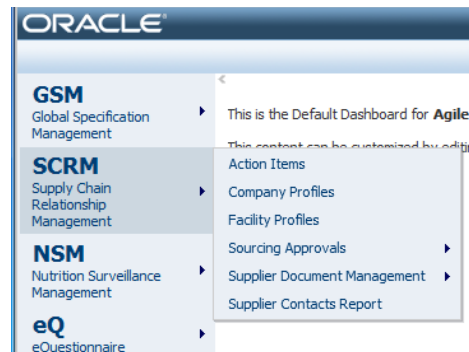 ORACLE®
GSM
Global Specification
Management
This is the Default Dashboard for Agile
SCRM
Supply Chain
Relationship
Management
Action Items
Company Profiles
Facility Profiles
Sourcing Approvals
Supplier Document Management
Supplier Contacts Report
NSM
Nutrition Surveillance
Management
eQ
eQuestionnaire